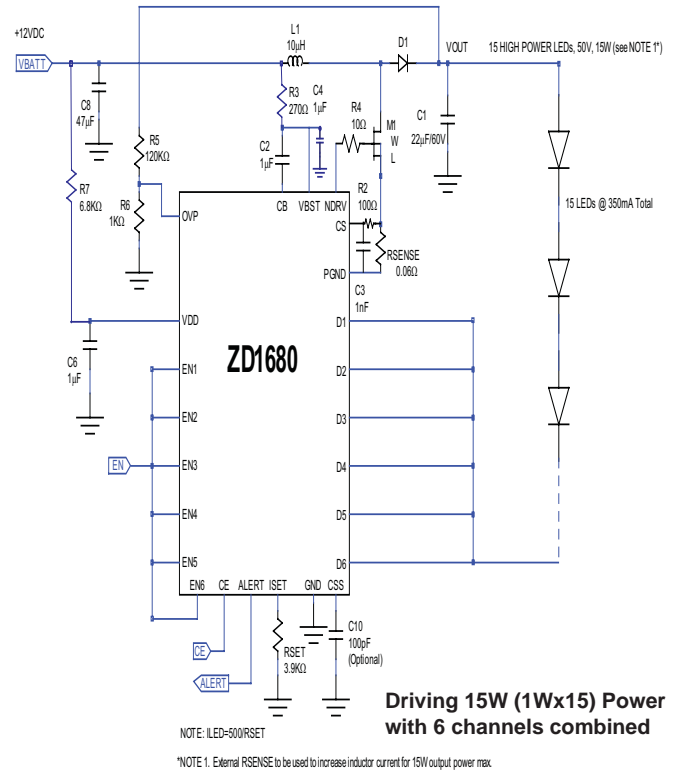 +12VDC
VBATT
L1
10µH
D1
VOUT
15 HIGH POWER LEDs, 50V, 15W (see NOTE 1*)
C8
47µF
R3
270Ω
C4
1µF
R4
10Ω
M1
W
L
C1
22µF/60V
R5
120KΩ
C2
1µF
R7
6.8KΩ
R6
1KΩ
R2
100Ω
15 LEDs @ 350mA Total
OVP
CB
VBST
NDRV
CS
RSENSE
0.06Ω
PGND
C3
1nF
VDD
D1
C6
1µF
ZD1680
EN1
D2
EN2
D3
EN
EN3
D4
EN4
D5
EN5
D6
EN6
CE
ALERT
ISET
GND
CSS
CE
ALERT
RSET
3.9KΩ
C10
100pF
(Optional)
Driving 15W (1Wx15) Power
with 6 channels combined
NOTE: ILED=500/RSET
*NOTE 1. External RSENSE to be used to increase inductor current for 15W output power max.